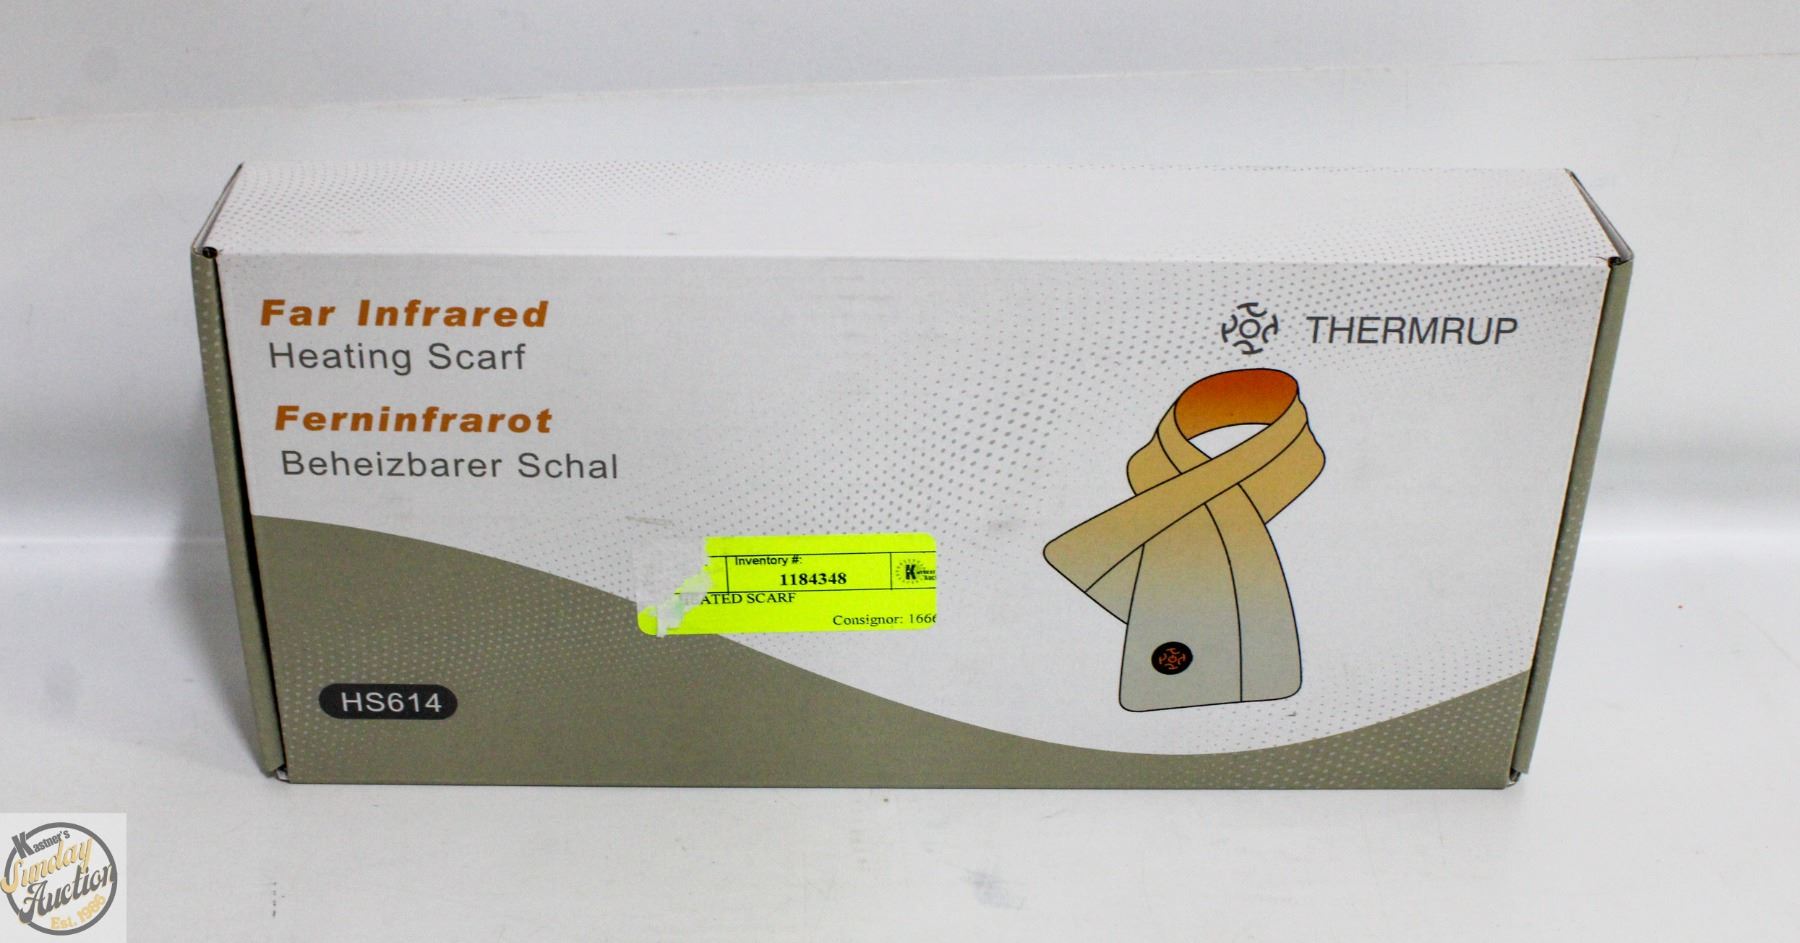 Far Infrared
Heating Scarf
THERMRUP
Ferninfrarot
Beheizbarer Schal
Inventory #:
1184348
HEATED SCARF
Consignor: 1666
HS614
Kastner's
Sunday
Auction
Est. 1986